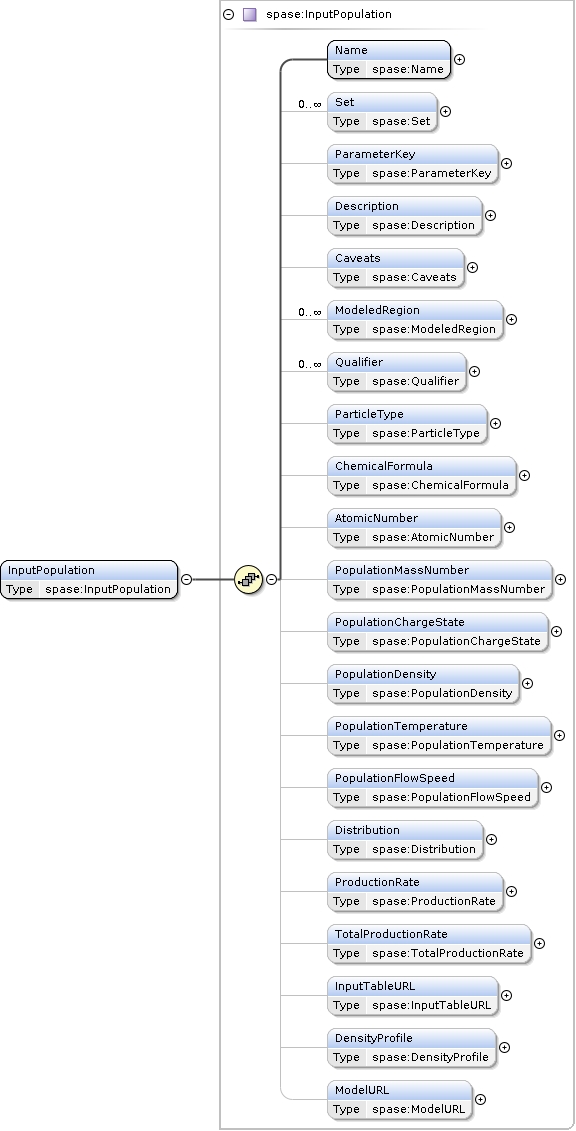 spase:InputPopulation
Name
Type spase:Name
0..∞
Set
Type spase:Set
ParameterKey
Type spase:ParameterKey
Description
Type spase:Description
Caveats
Type spase:Caveats
0..∞
ModeledRegion
Type spase:ModeledRegion
0..∞
Qualifier
Type spase:Qualifier
ParticleType
Type spase:ParticleType
ChemicalFormula
Type spase:ChemicalFormula
AtomicNumber
Type spase:AtomicNumber
InputPopulation
Type spase:InputPopulation
PopulationMassNumber
Type spase:PopulationMassNumber
PopulationChargeState
Type spase:PopulationChargeState
PopulationDensity
Type spase:PopulationDensity
PopulationTemperature
Type spase:PopulationTemperature
PopulationFlowSpeed
Type spase:PopulationFlowSpeed
Distribution
Type spase:Distribution
ProductionRate
Type spase:ProductionRate
TotalProductionRate
Type spase:TotalProductionRate
InputTableURL
Type spase:InputTableURL
DensityProfile
Type spase:DensityProfile
ModelURL
Type spase:ModelURL